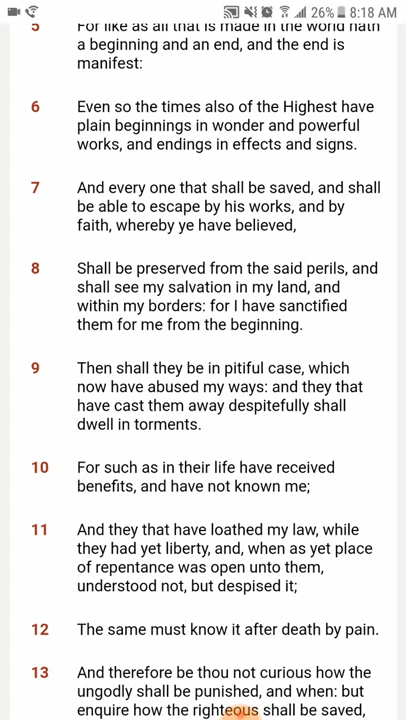 26% 8:18 AM
5 For like as all that is made in the world hath
a beginning and an end, and the end is
manifest:
6 Even so the times also of the Highest have
plain beginnings in wonder and powerful
works, and endings in effects and signs.
7 And every one that shall be saved, and shall
be able to escape by his works, and by
faith, whereby ye have believed,
8 Shall be preserved from the said perils, and
shall see my salvation in my land, and
within my borders: for I have sanctified
them for me from the beginning.
9 Then shall they be in pitiful case, which
now have abused my ways: and they that
have cast them away despitefully shall
dwell in torments.
10 For such as in their life have received
benefits, and have not known me;
11 And they that have loathed my law, while
they had yet liberty, and, when as yet place
of repentance was open unto them,
understood not, but despised it;
12 The same must know it after death by pain.
13 And therefore be thou not curious how the
ungodly shall be punished, and when: but
enquire how the righteous shall be saved,